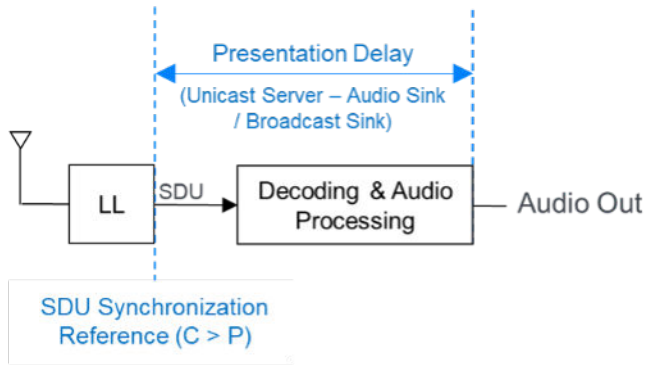 Presentation Delay
(Unicast Server – Audio Sink
/ Broadcast Sink)
LL
SDU
Decoding & Audio
Processing
Audio Out
SDU Synchronization
Reference (C > P)